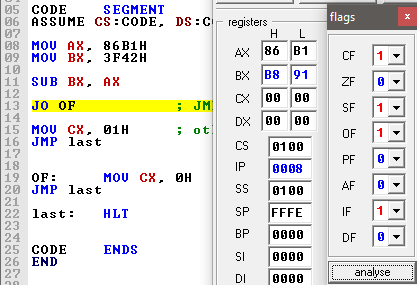 05 CODE SEGMENT
06 ASSUME CS:CODE, DS:C
07
08 MOV AX, 86B1H
09 MOV BX, 3F42H
10
11 SUB BX, AX
12
13 JO OF ; JM
14
15 MOV CX, 01H ; ot
16 JMP last
17
18
19 OF: MOV CX, 0H
20 JMP last
21
22 last: HLT
23
24
25 CODE ENDS
26 END
27
registers
H L
AX 86 B1
BX B8 91
CX 00 00
DX 00 00
CS 0100
IP 0008
SS 0100
SP FFFE
BP 0000
SI 0000
DI 0000
flags
CF 1
ZF 0
SF 1
OF 1
PF 0
AF 0
IF 1
DF 0
analyse